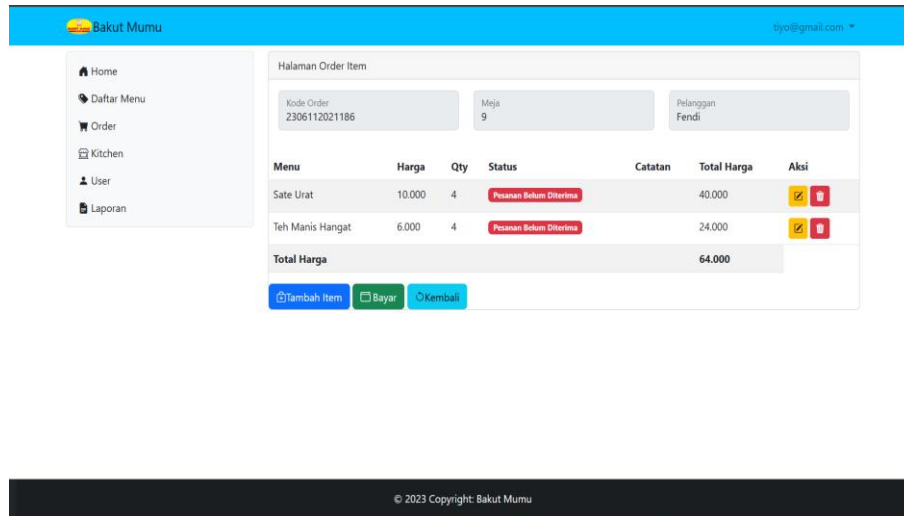 Bakut Mumu
tiyo@gmail.com
Home
Daftar Menu
Order
Kitchen
User
Laporan
Halaman Order Item
Kode Order
2306112021186
Meja
9
Pelanggan
Fendi
Menu Harga Qty Status Catatan Total Harga Aksi
Sate Urat 10.000 4 Pesanan Belum Diterima 40.000
Teh Manis Hangat 6.000 4 Pesanan Belum Diterima 24.000
Total Harga 64.000
Tambah Item Bayar Kembali
© 2023 Copyright: Bakut Mumu